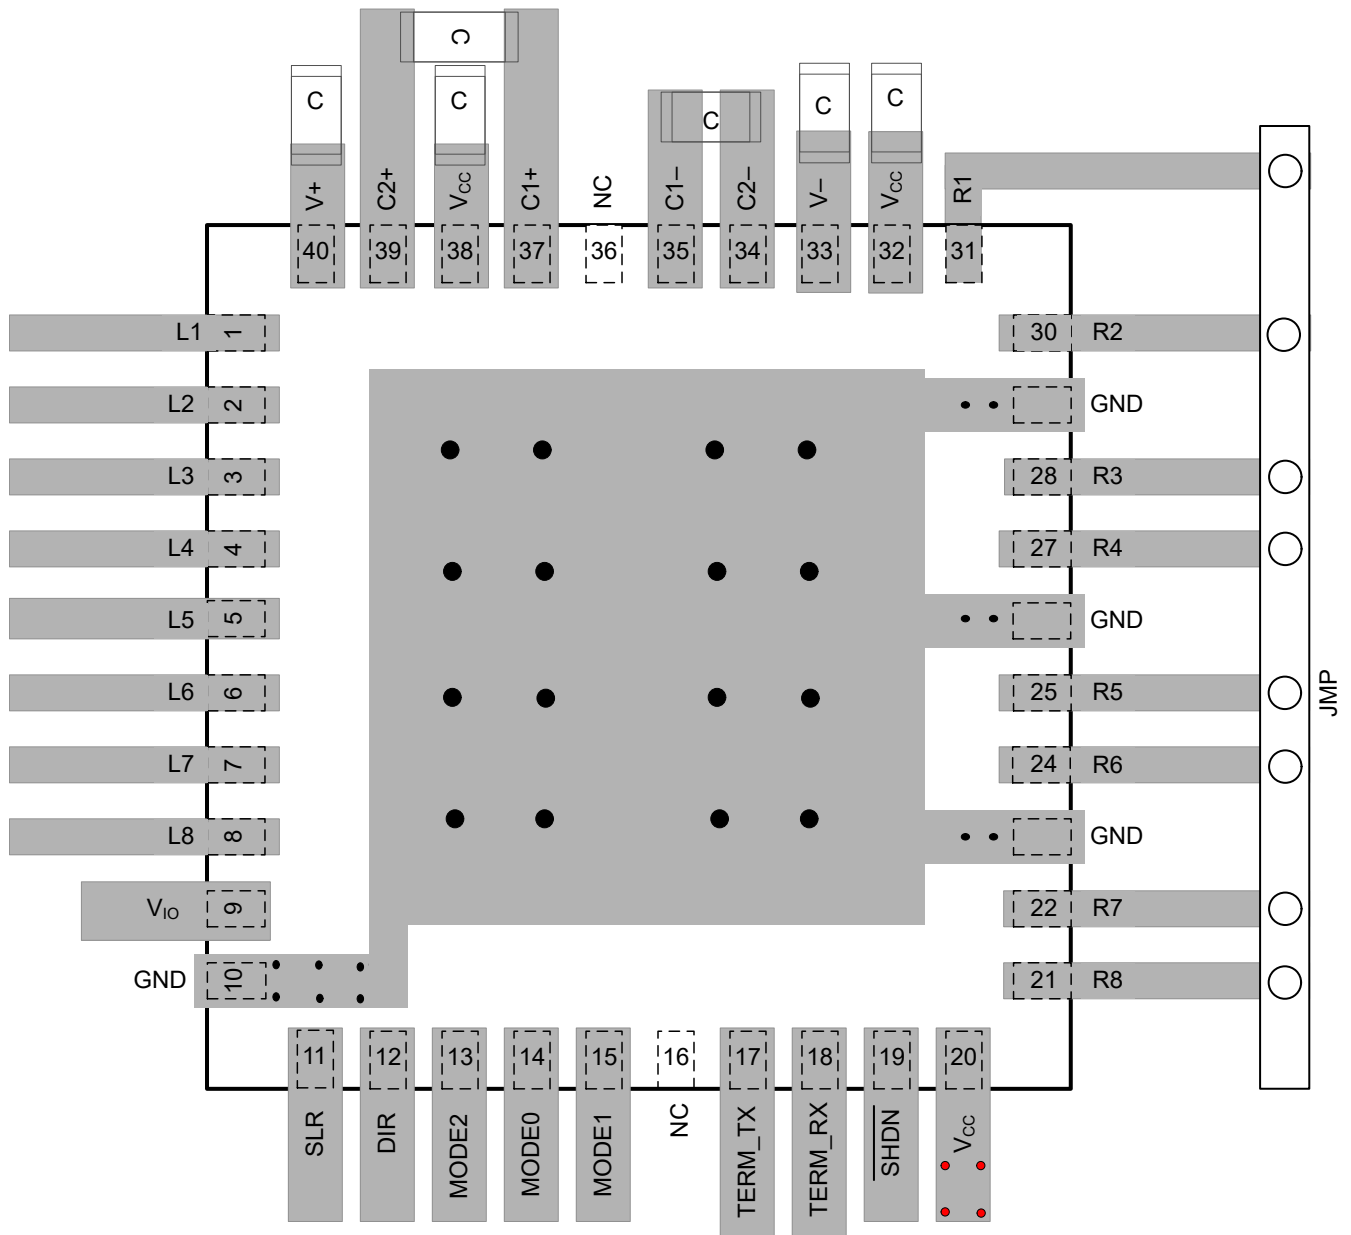 C
C
C
C
C
C
V+
C2+
VCC
C1+
NC
C1–
C2–
V–
VCC
R1
40
39
38
37
36
35
34
33
32
31
L1 1
30 R2
L2 2
GND
L3 3
28 R3
L4 4
27 R4
L5 5
GND
L6 6
25 R5
JMP
L7 7
24 R6
L8 8
GND
VIO 9
22 R7
GND 10
21 R8
11
12
13
14
15
16
17
18
19
20
SLR
DIR
MODE2
MODE0
MODE1
NC
TERM_TX
TERM_RX
SHDN
VCC